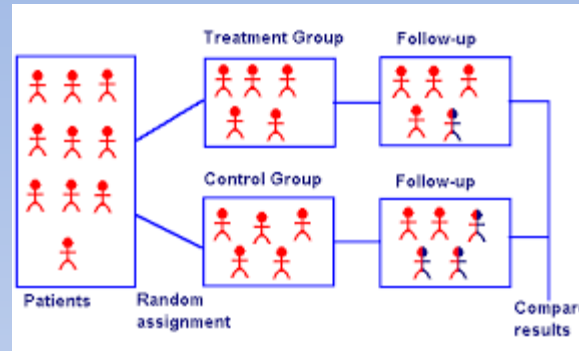 Treatment Group
Follow-up
Control Group
Follow-up
Patients
Random
assignment
Compare
results